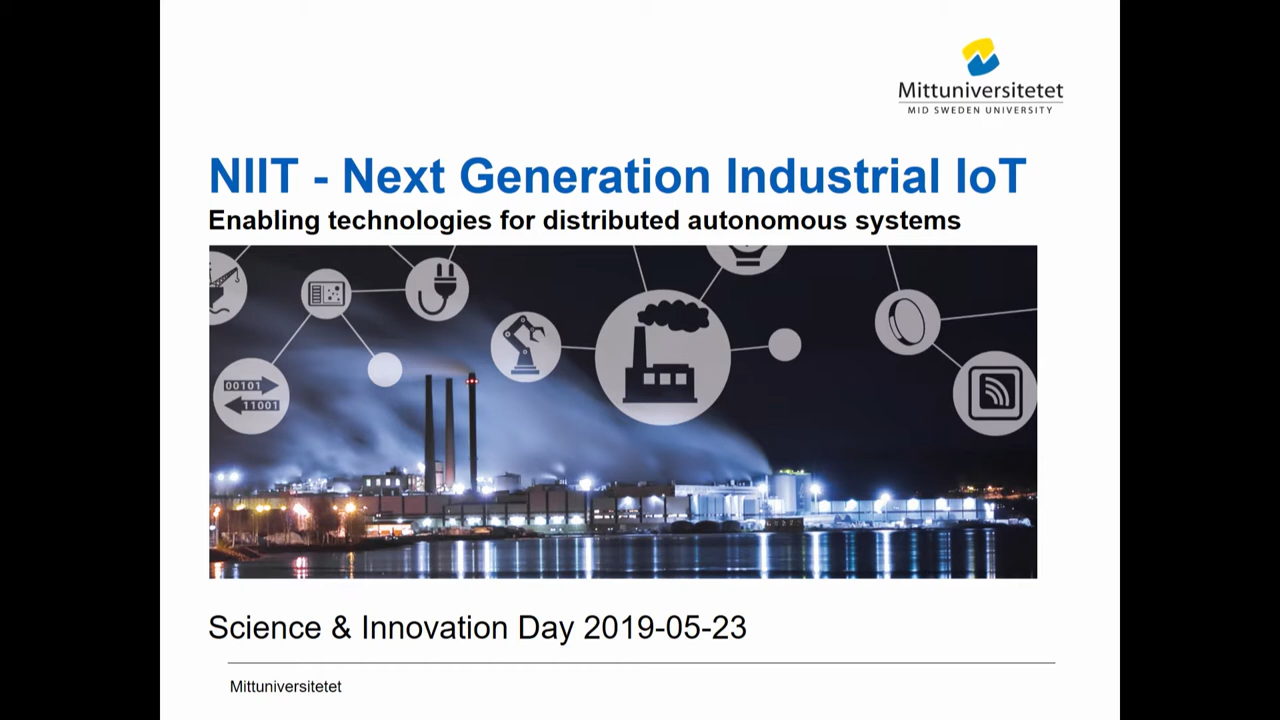 Mittuniversitetet
MID SWEDEN UNIVERSITY
NIIT - Next Generation Industrial IoT
Enabling technologies for distributed autonomous systems
00101
11001
Science & Innovation Day 2019-05-23
Mittuniversitetet